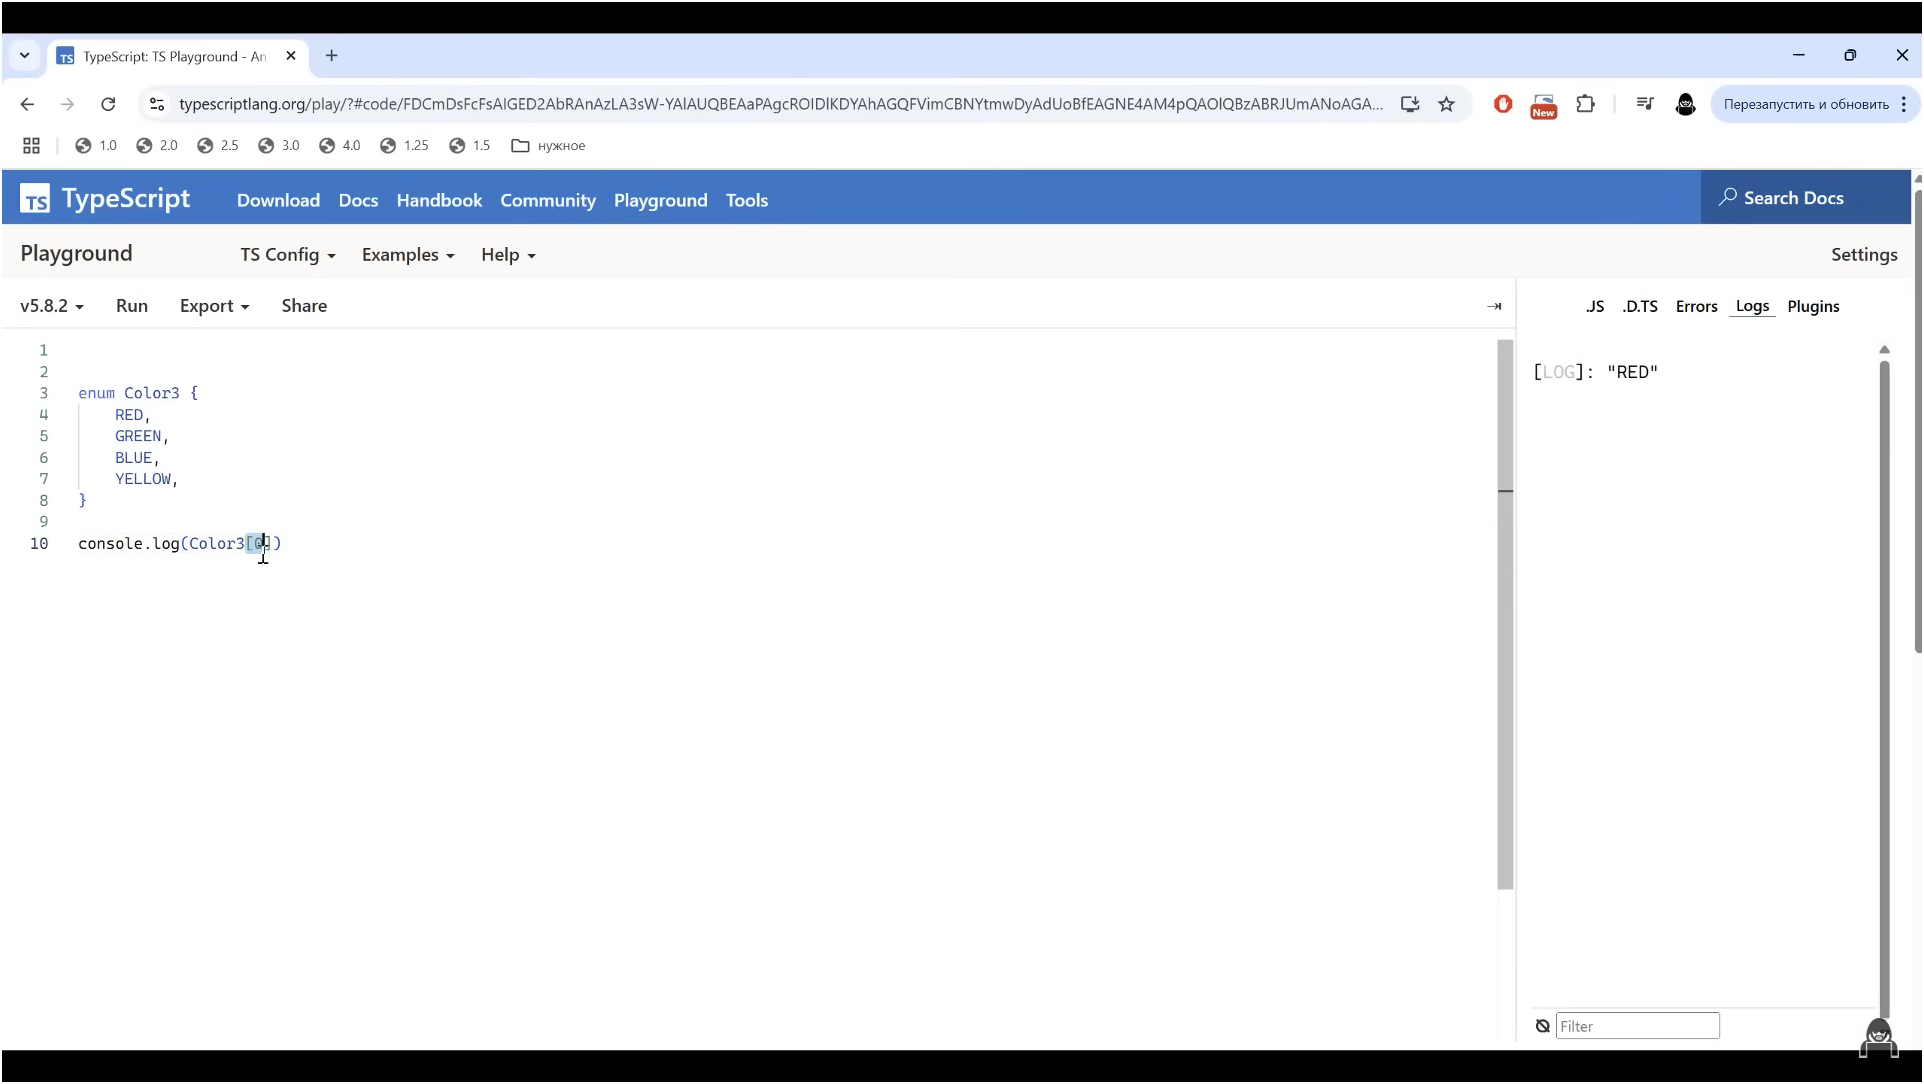 TS TypeScript: TS Playground - An
typescriptlang.org/play/?#code/FDCmDsFcFsAIGED2AbRAnAzLA3sW-YAlAUQBEAaPAgcROIDlKDYAhAGQFVimCBNYtmwDyAdUoBfEAGNE4AM4pQAOlQBzABRJUmANoAGA...
New
Перезапустить и обновить
1.0 2.0 2.5 3.0 4.0 1.25 1.5 нужное
TS TypeScript Download Docs Handbook Community Playground Tools Search Docs
Playground TS Config Examples Help Settings
v5.8.2 Run Export Share .JS .D.TS Errors Logs Plugins
1
2
3 enum Color3 {
4 RED,
5 GREEN,
6 BLUE,
7 YELLOW,
8 }
9
10 console.log(Color3[0])
[LOG]: "RED"
Filter